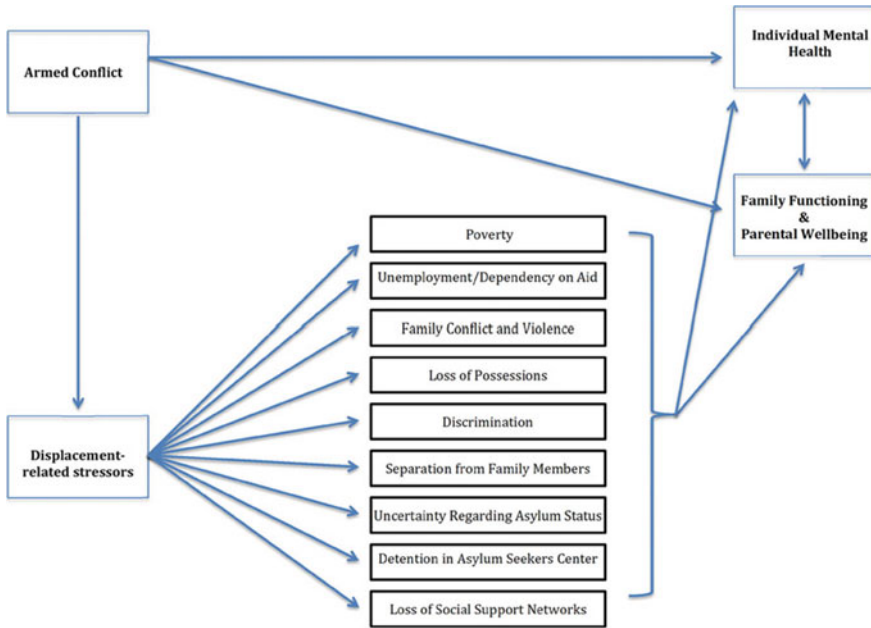 Armed Conflict
Individual Mental
Health
Family Functioning
&
Parental Wellbeing
Poverty
Unemployment/Dependency on Aid
Family Conflict and Violence
Loss of Possessions
Discrimination
Displacement-
related stressors
Separation from Family Members
Uncertainty Regarding Asylum Status
Detention in Asylum Seekers Center
Loss of Social Support Networks